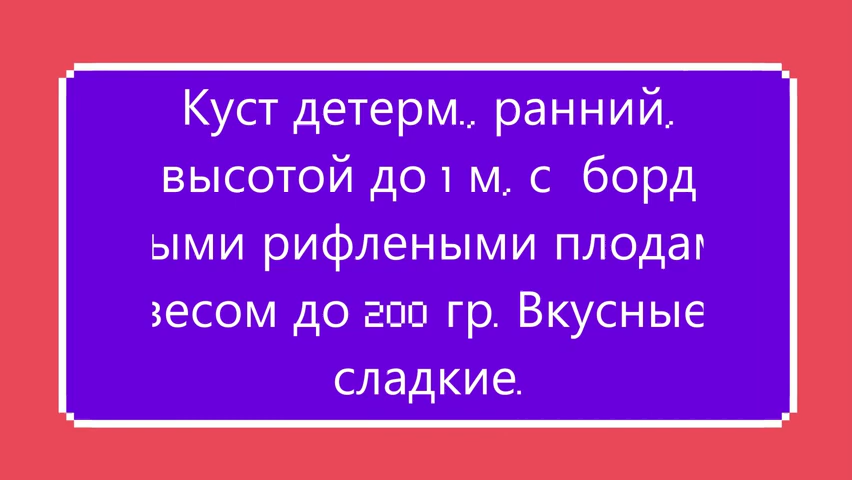 Куст детерм., ранний,
высотой до 1 м, с борд
ыми рифлеными плодам
весом до 200 гр. Вкусные
сладкие.